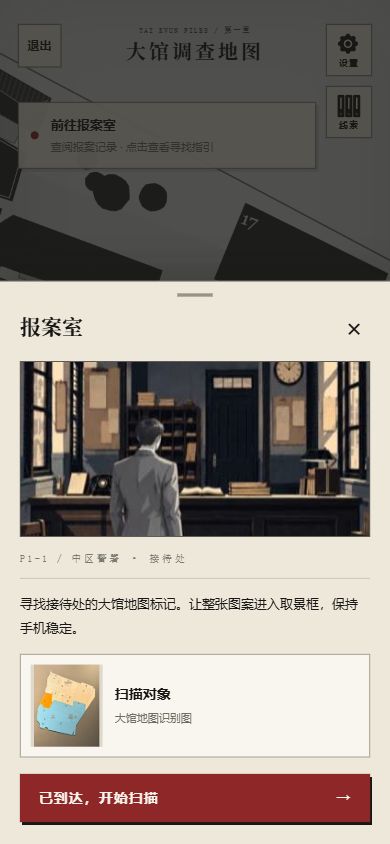 退出
TAI KWUN FILES / 第一案
大馆调查地图
设置
前往报案室
查阅报案记录 · 点击查看寻找指引
线索
17
报案室
×
P1-1 / 中区警署 · 接待处
寻找接待处的大馆地图标记。让整张图案进入取景框，保持
手机稳定。
扫描对象
大馆地图识别图
已到达，开始扫描 →